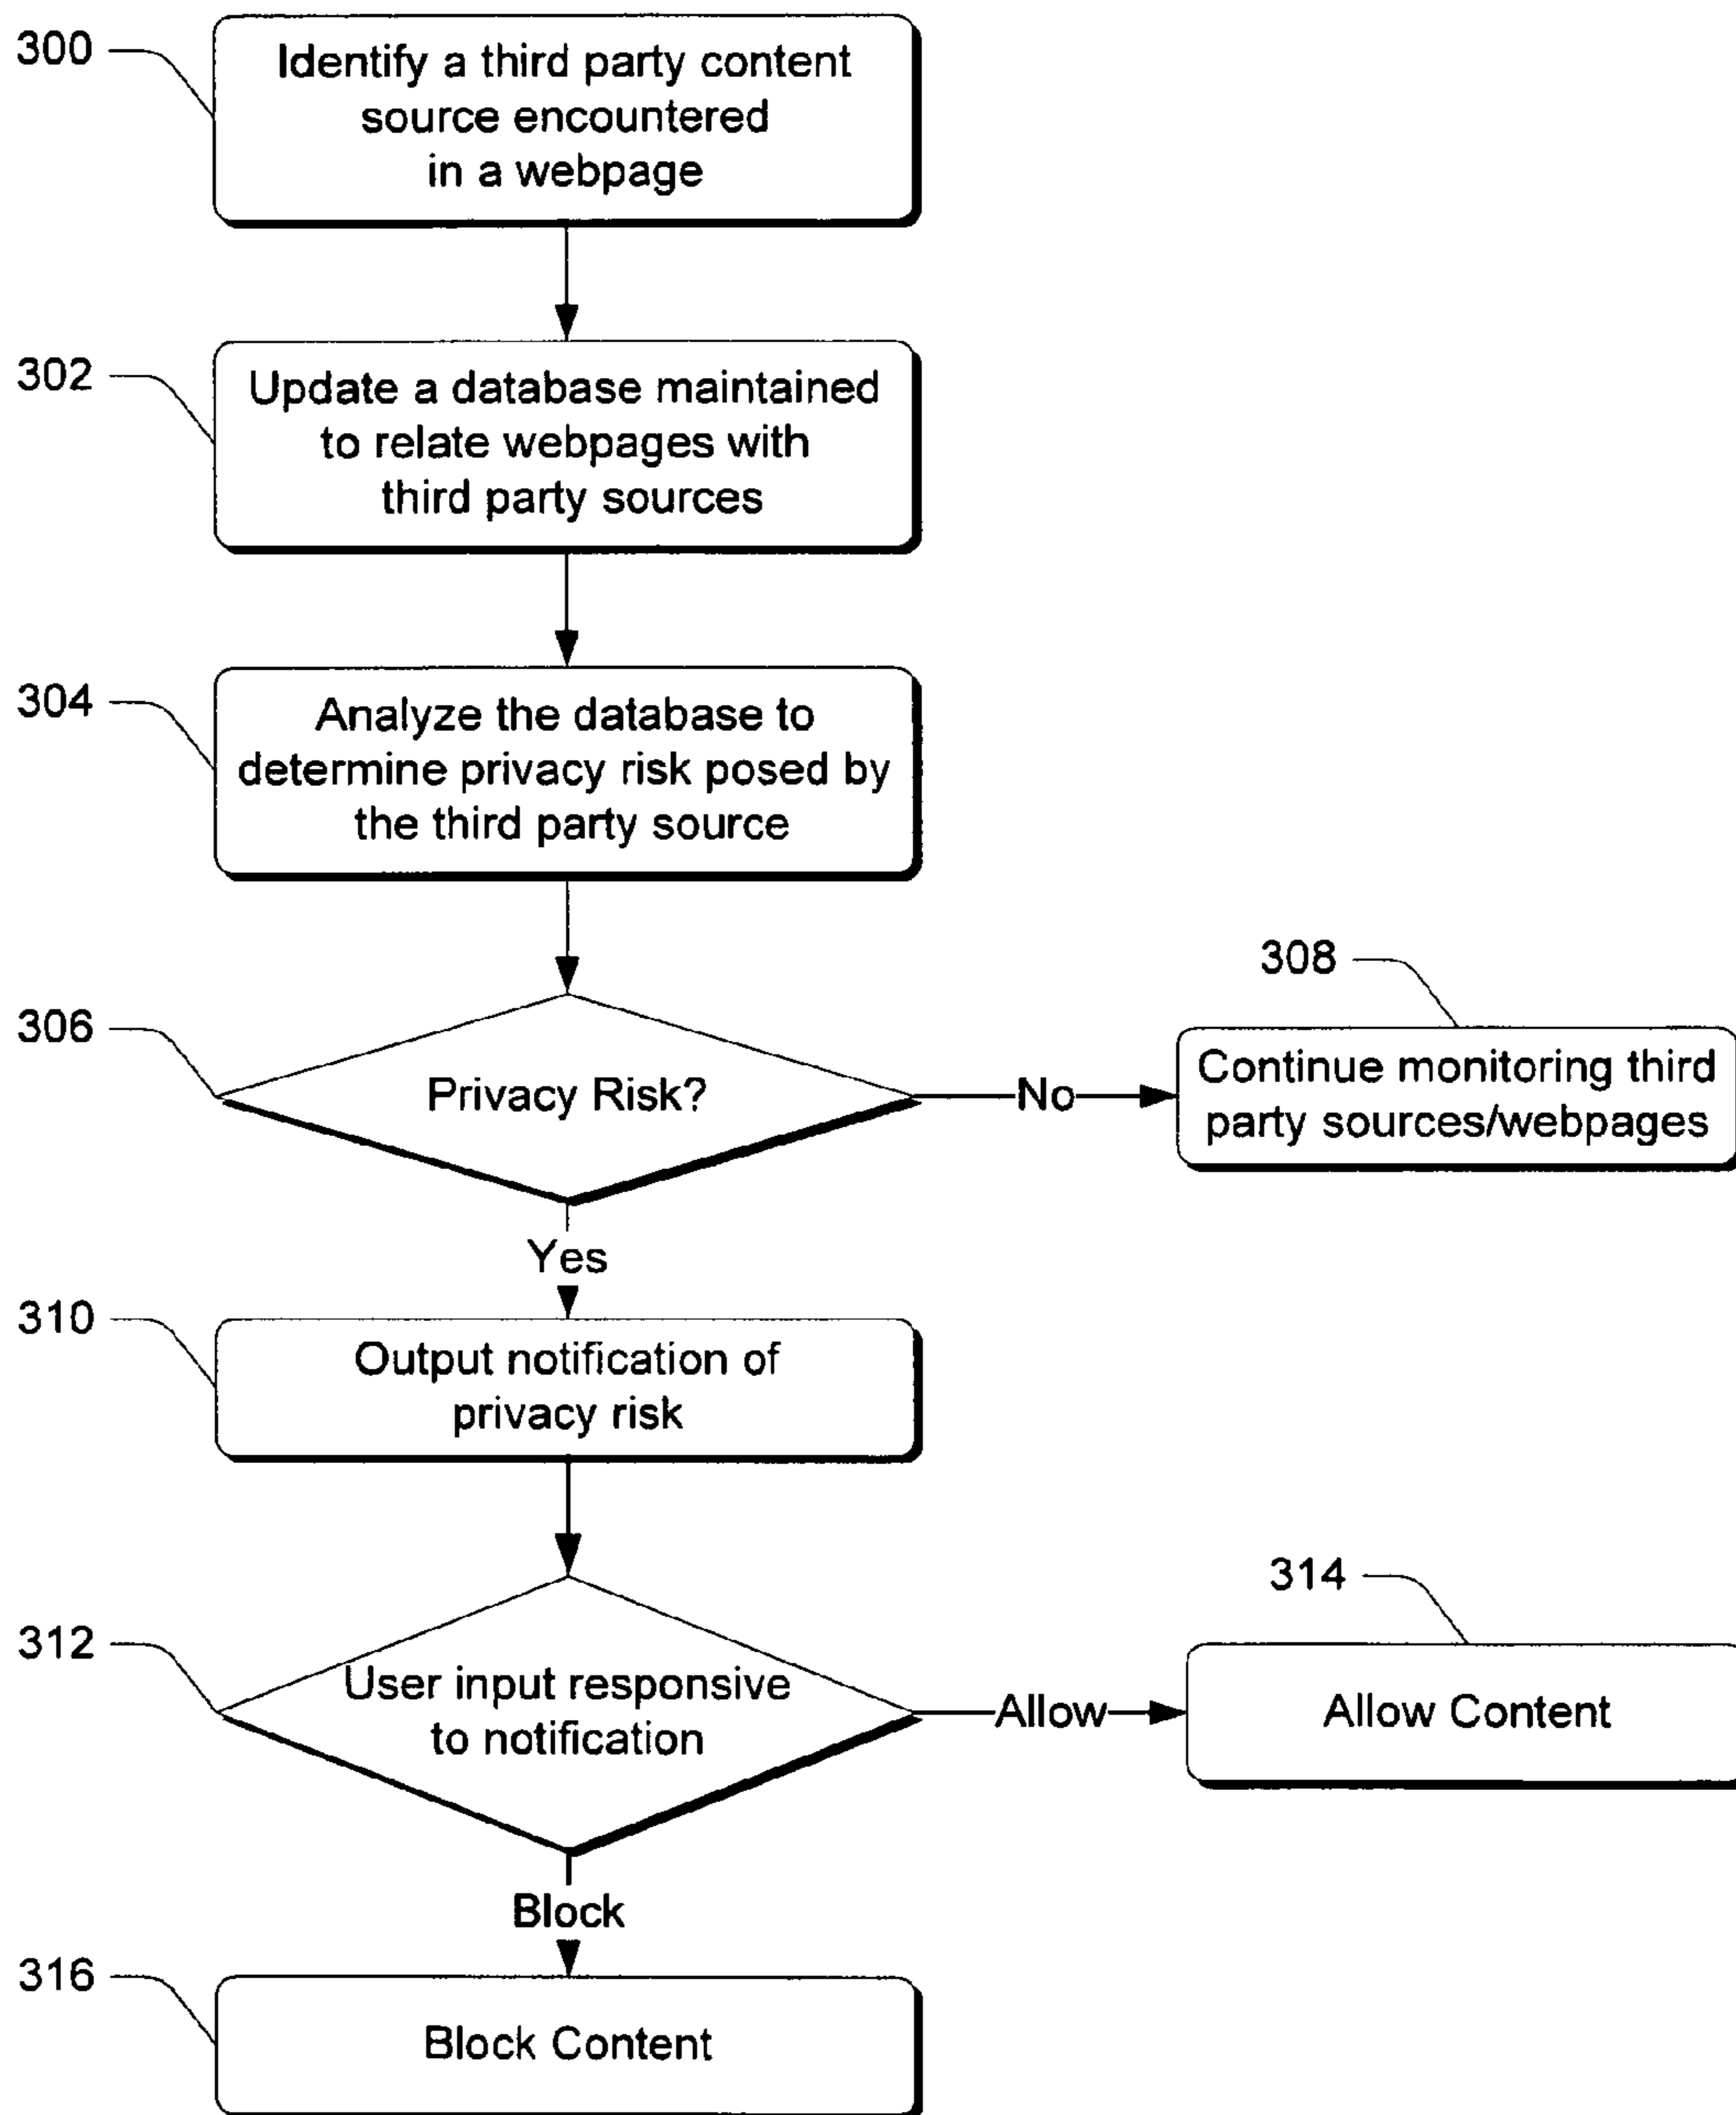 300
Identify a third party content
source encountered
in a webpage
302
Update a database maintained
to relate webpages with
third party sources
304
Analyze the database to
determine privacy risk posed by
the third party source
306
Privacy Risk?
No
308
Continue monitoring third
party sources/webpages
Yes
310
Output notification of
privacy risk
312
User input responsive
to notification
Allow
314
Allow Content
Block
316
Block Content